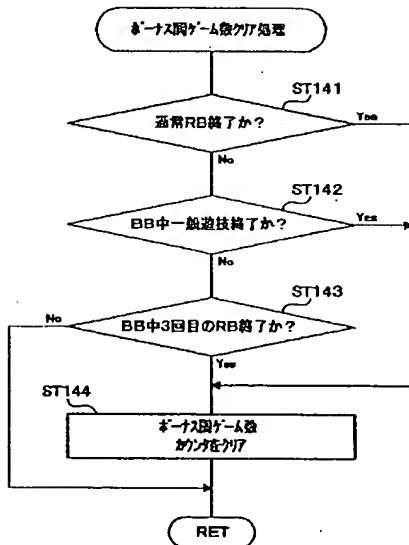 ボーナス間ゲーム数クリア処理
ST141
通常RB終了か?
Yes
No
ST142
BB中一般遊技終了か?
Yes
No
ST143
No
BB中3回目のRB終了か?
Yes
ST144
ボーナス間ゲーム数
カウンタをクリア
RET